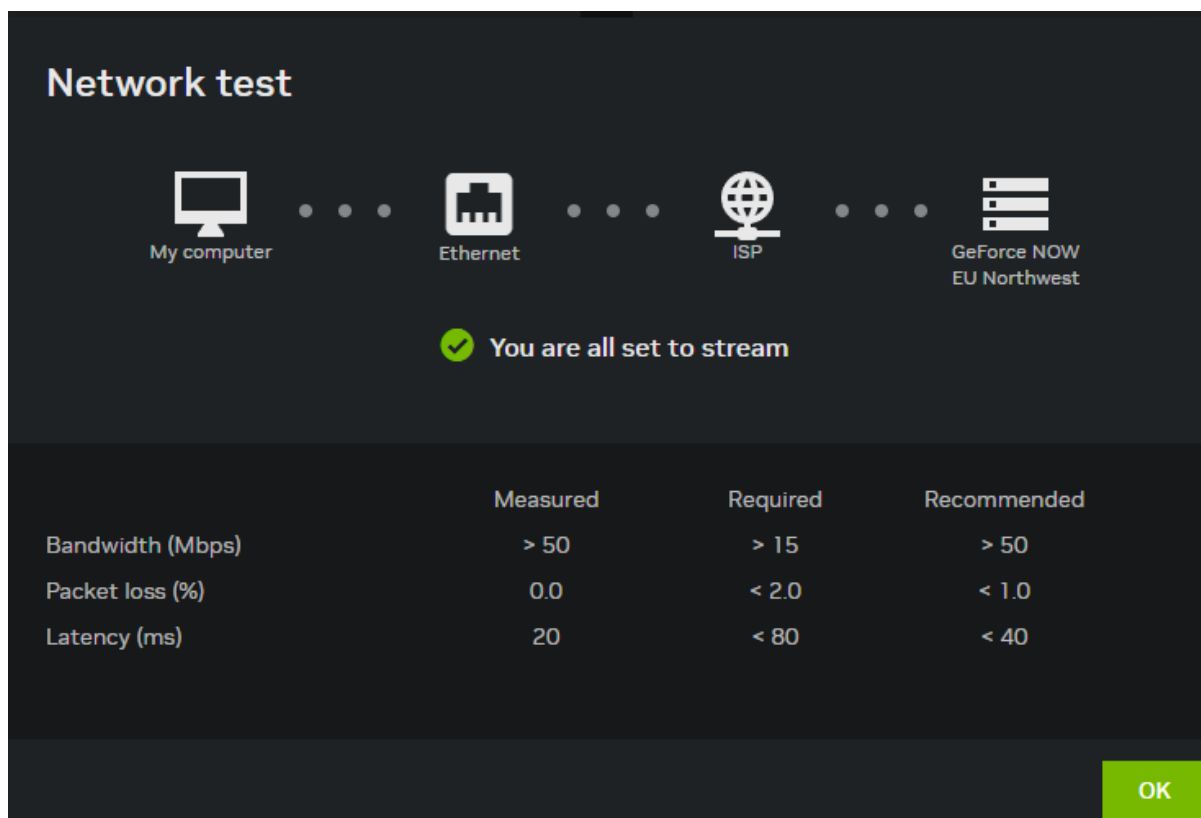 Network test
My computer
Ethernet
ISP
GeForce NOW
EU Northwest
You are all set to stream
Measured Required Recommended
Bandwidth (Mbps) > 50 > 15 > 50
Packet loss (%) 0.0 < 2.0 < 1.0
Latency (ms) 20 < 80 < 40
OK